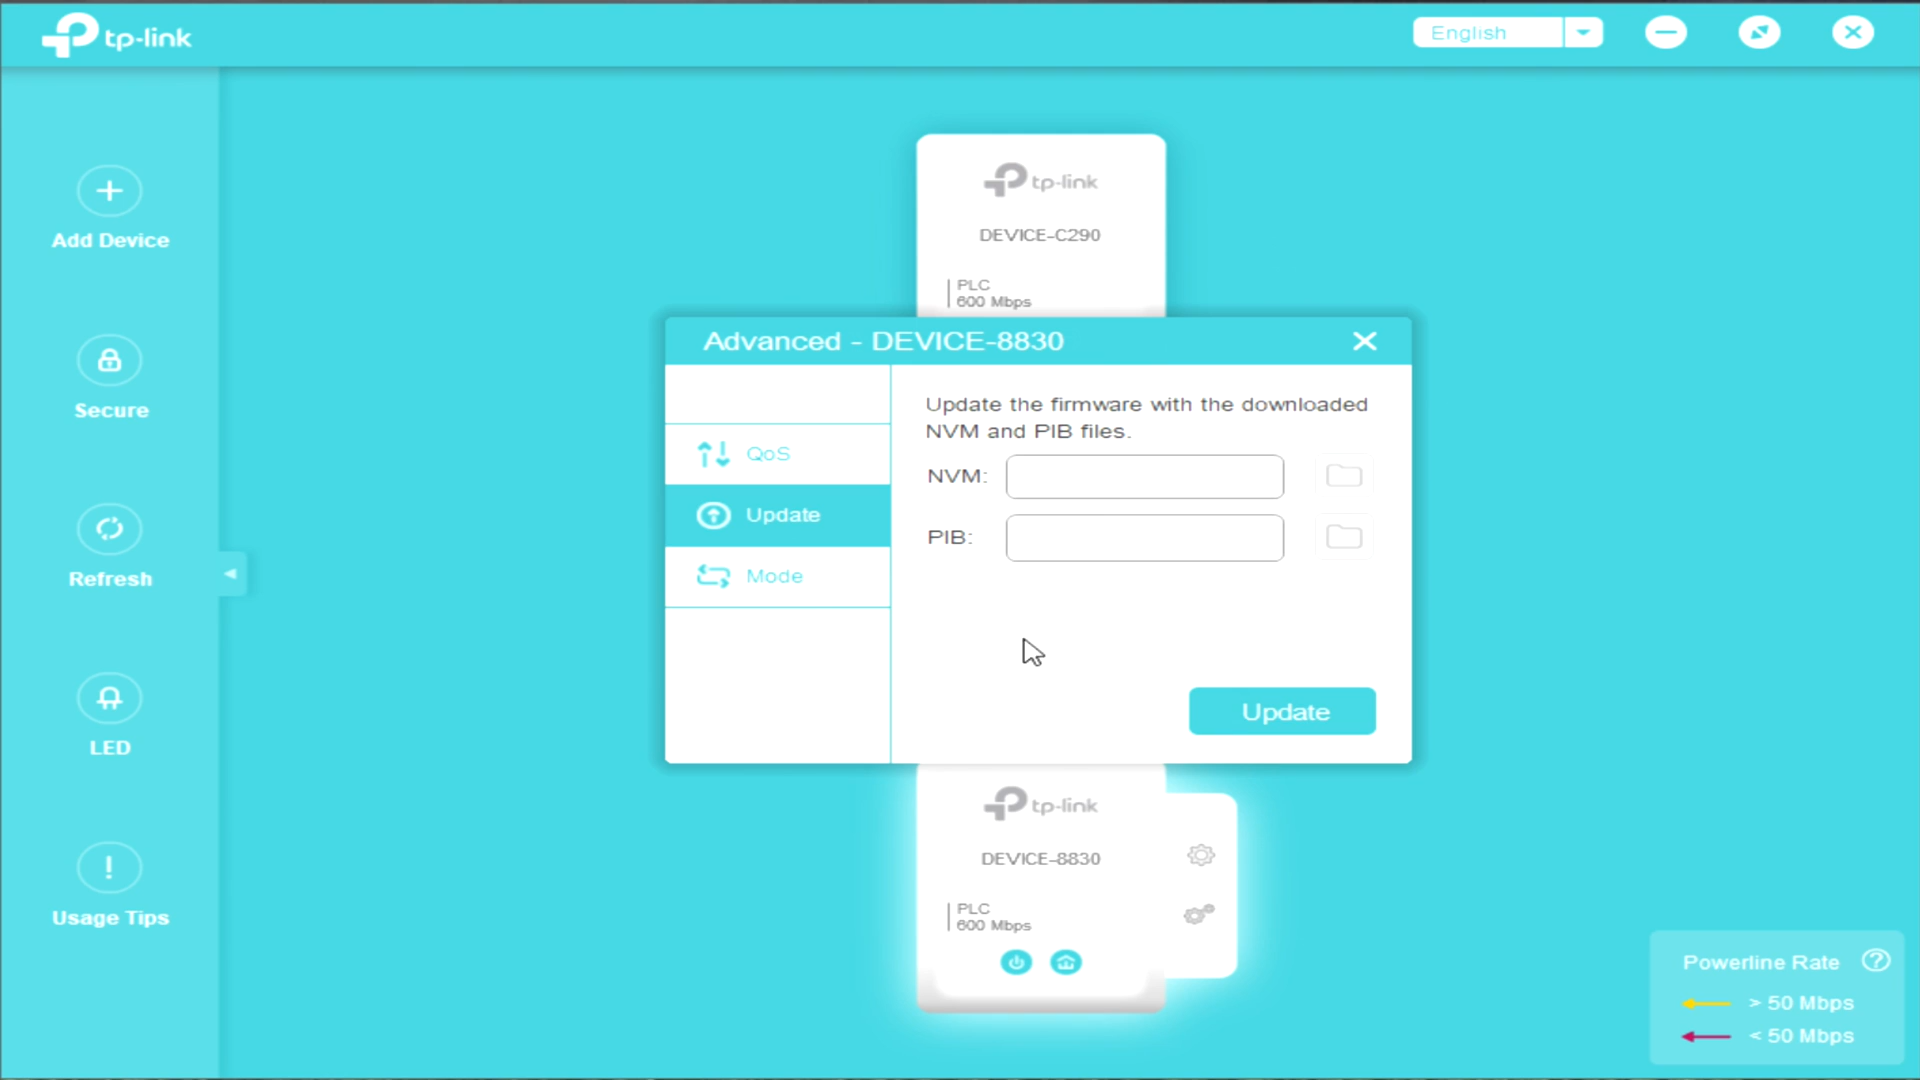 tp-link
English
Add Device
Secure
Refresh
LED
Usage Tips
tp-link
DEVICE-C290
PLC
600 Mbps
Advanced - DEVICE-8830
QoS
Update
Mode
Update the firmware with the downloaded
NVM and PIB files.
NVM:
PIB:
Update
tp-link
DEVICE-8830
PLC
600 Mbps
Powerline Rate ?
> 50 Mbps
< 50 Mbps